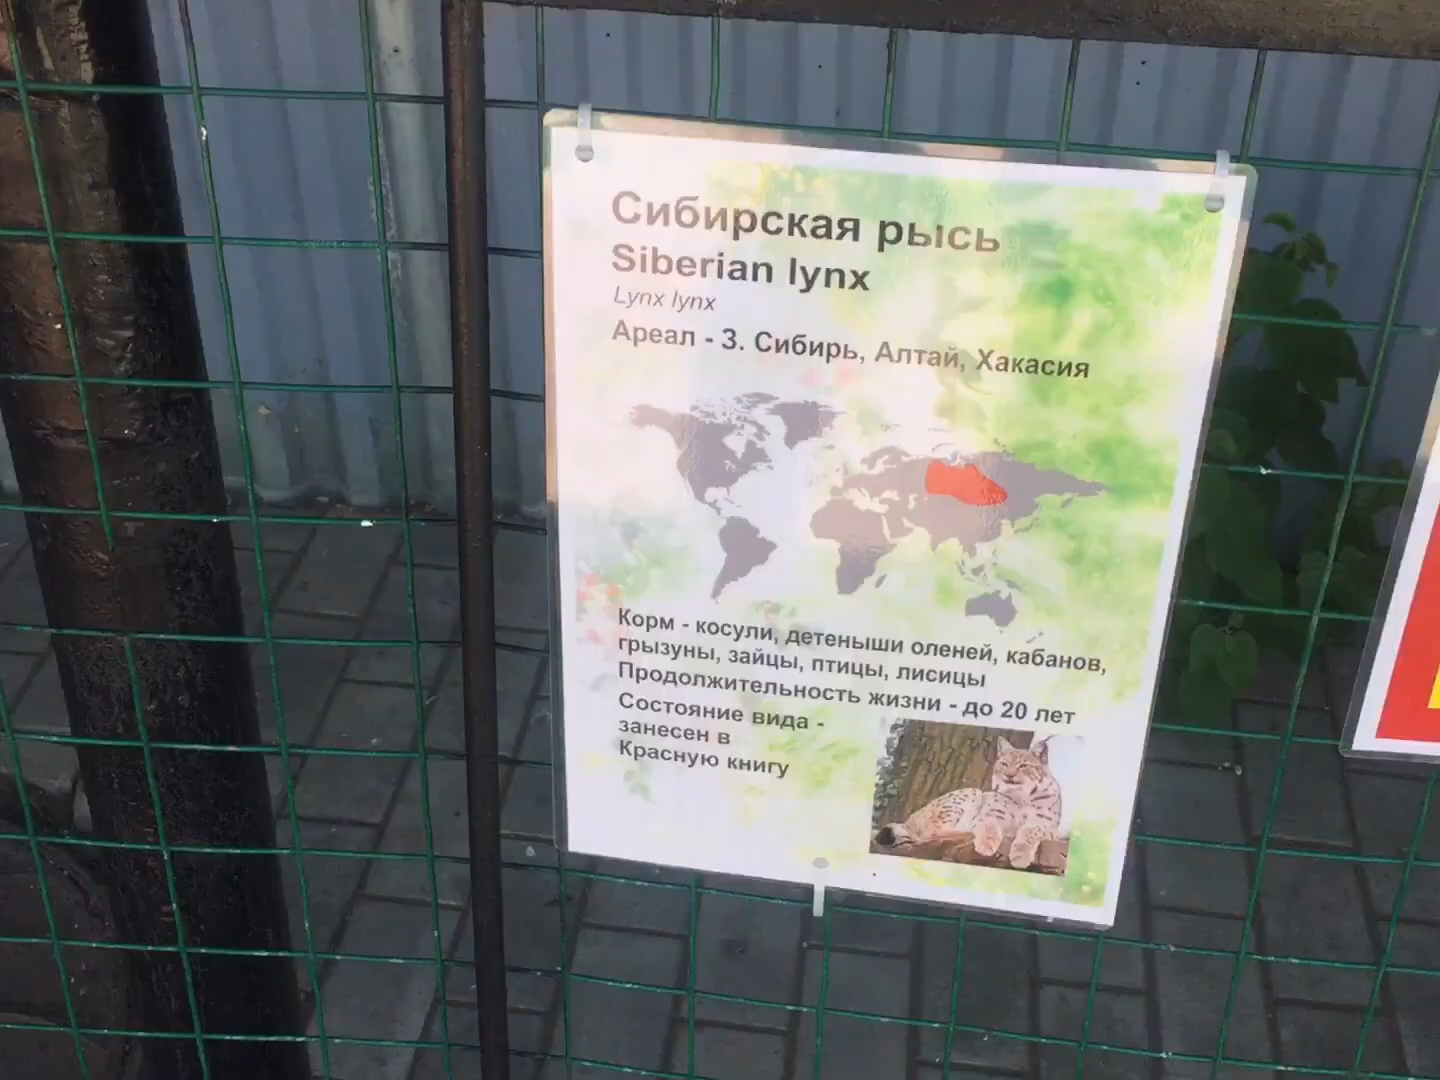 Сибирская рысь
Siberian lynx
Lynx lynx
Ареал - З. Сибирь, Алтай, Хакасия
Корм - косули, детеныши оленей, кабанов,
грызуны, зайцы, птицы, лисицы
Продолжительность жизни - до 20 лет
Состояние вида -
занесен в
Красную книгу